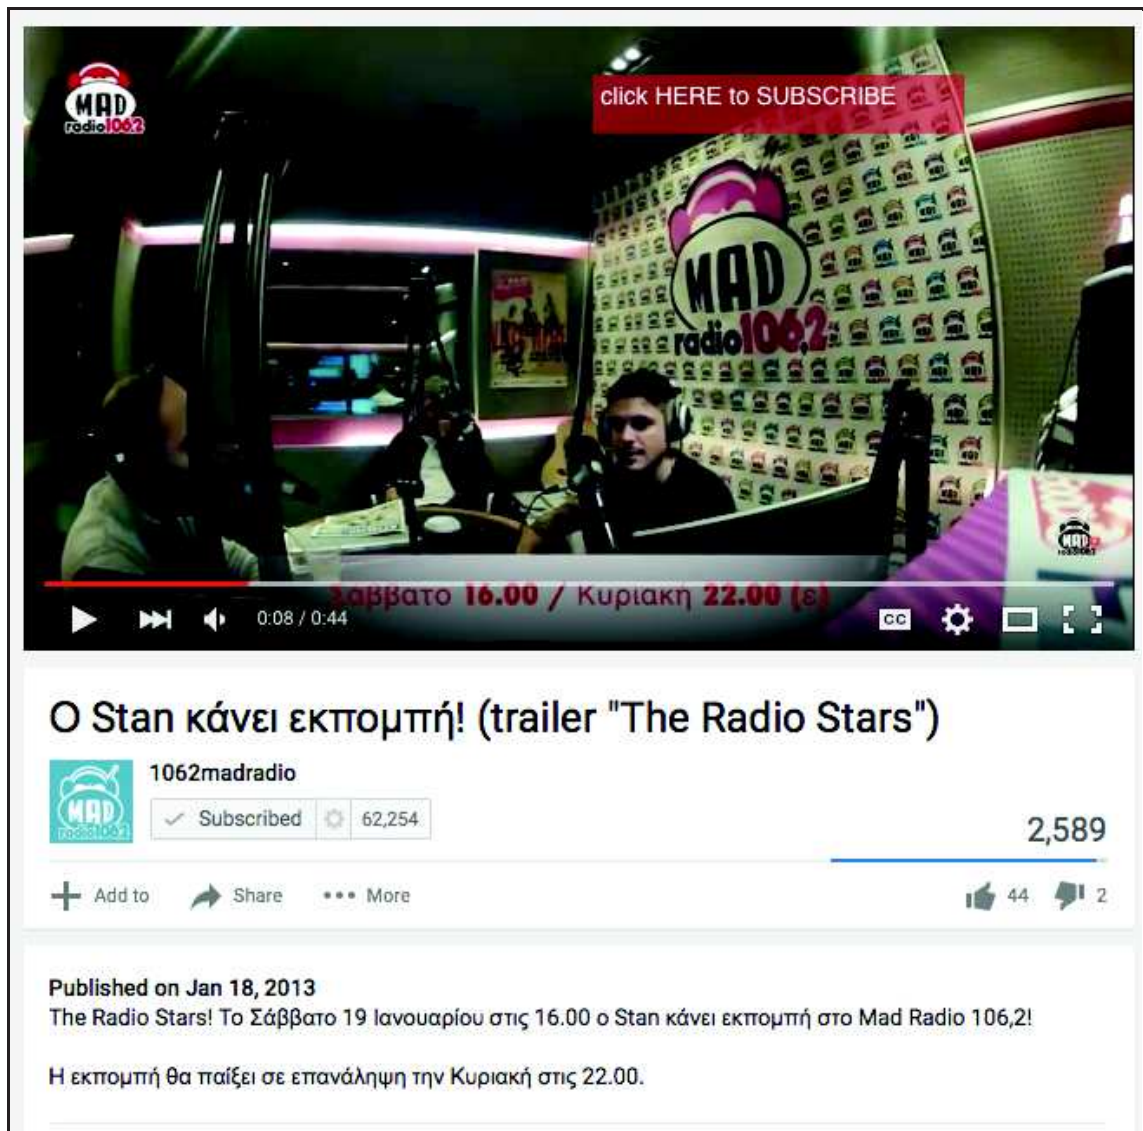 MAD
radio106.2
click HERE to SUBSCRIBE
MAD
radio106.2
Σάββατο 16.00 / Κυριακή 22.00 (ε)
0:08 / 0:44
CC
Ο Stan κάνει εκπομπή! (trailer "The Radio Stars")
MAD
radio106.2
1062madradio
Subscribed 62,254
2,589
Add to Share More 44 2
Published on Jan 18, 2013
The Radio Stars! Το Σάββατο 19 Ιανουαρίου στις 16.00 ο Stan κάνει εκπομπή στο Mad Radio 106,2!
Η εκπομπή θα παίξει σε επανάληψη την Κυριακή στις 22.00.